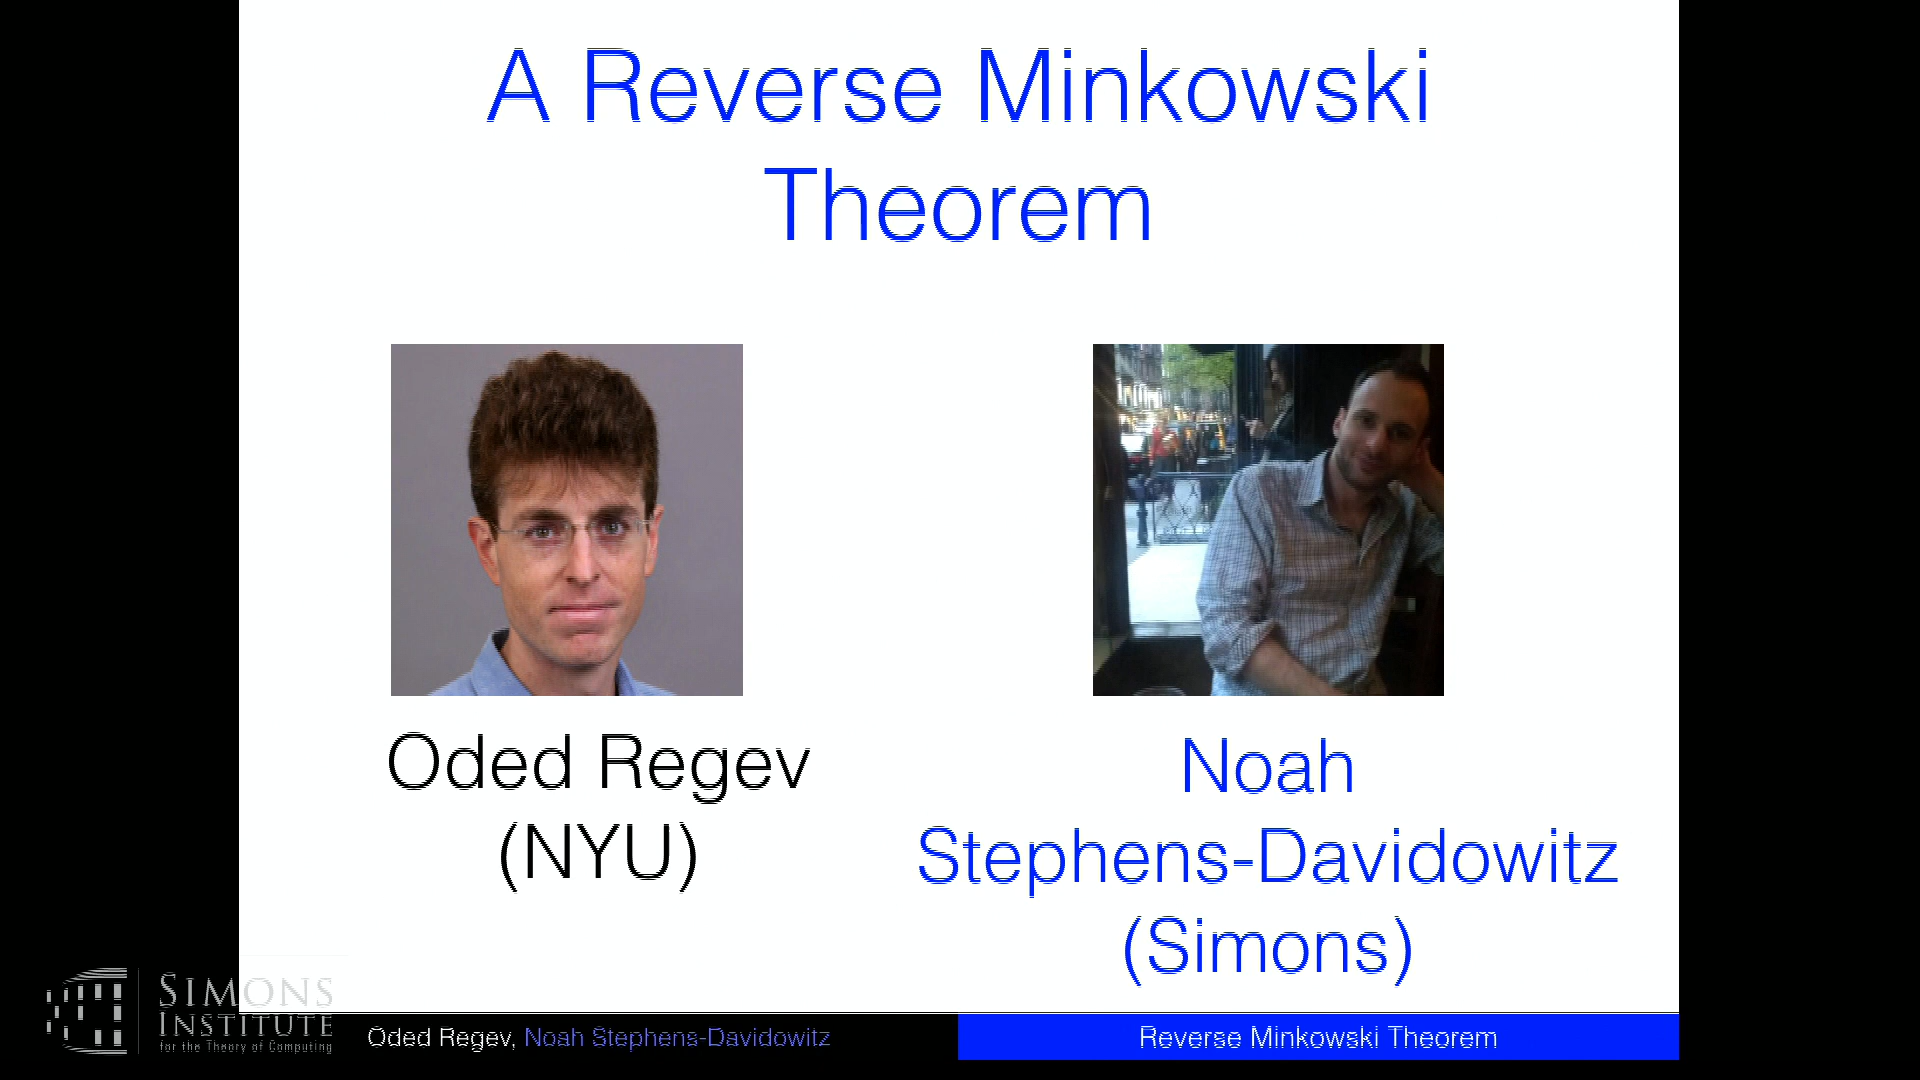 A Reverse Minkowski
Theorem
Oded Regev
(NYU)
Noah
Stephens-Davidowitz
(Simons)
SIMONS
INSTITUTE
for the Theory of Computing
Oded Regev, Noah Stephens-Davidowitz
Reverse Minkowski Theorem